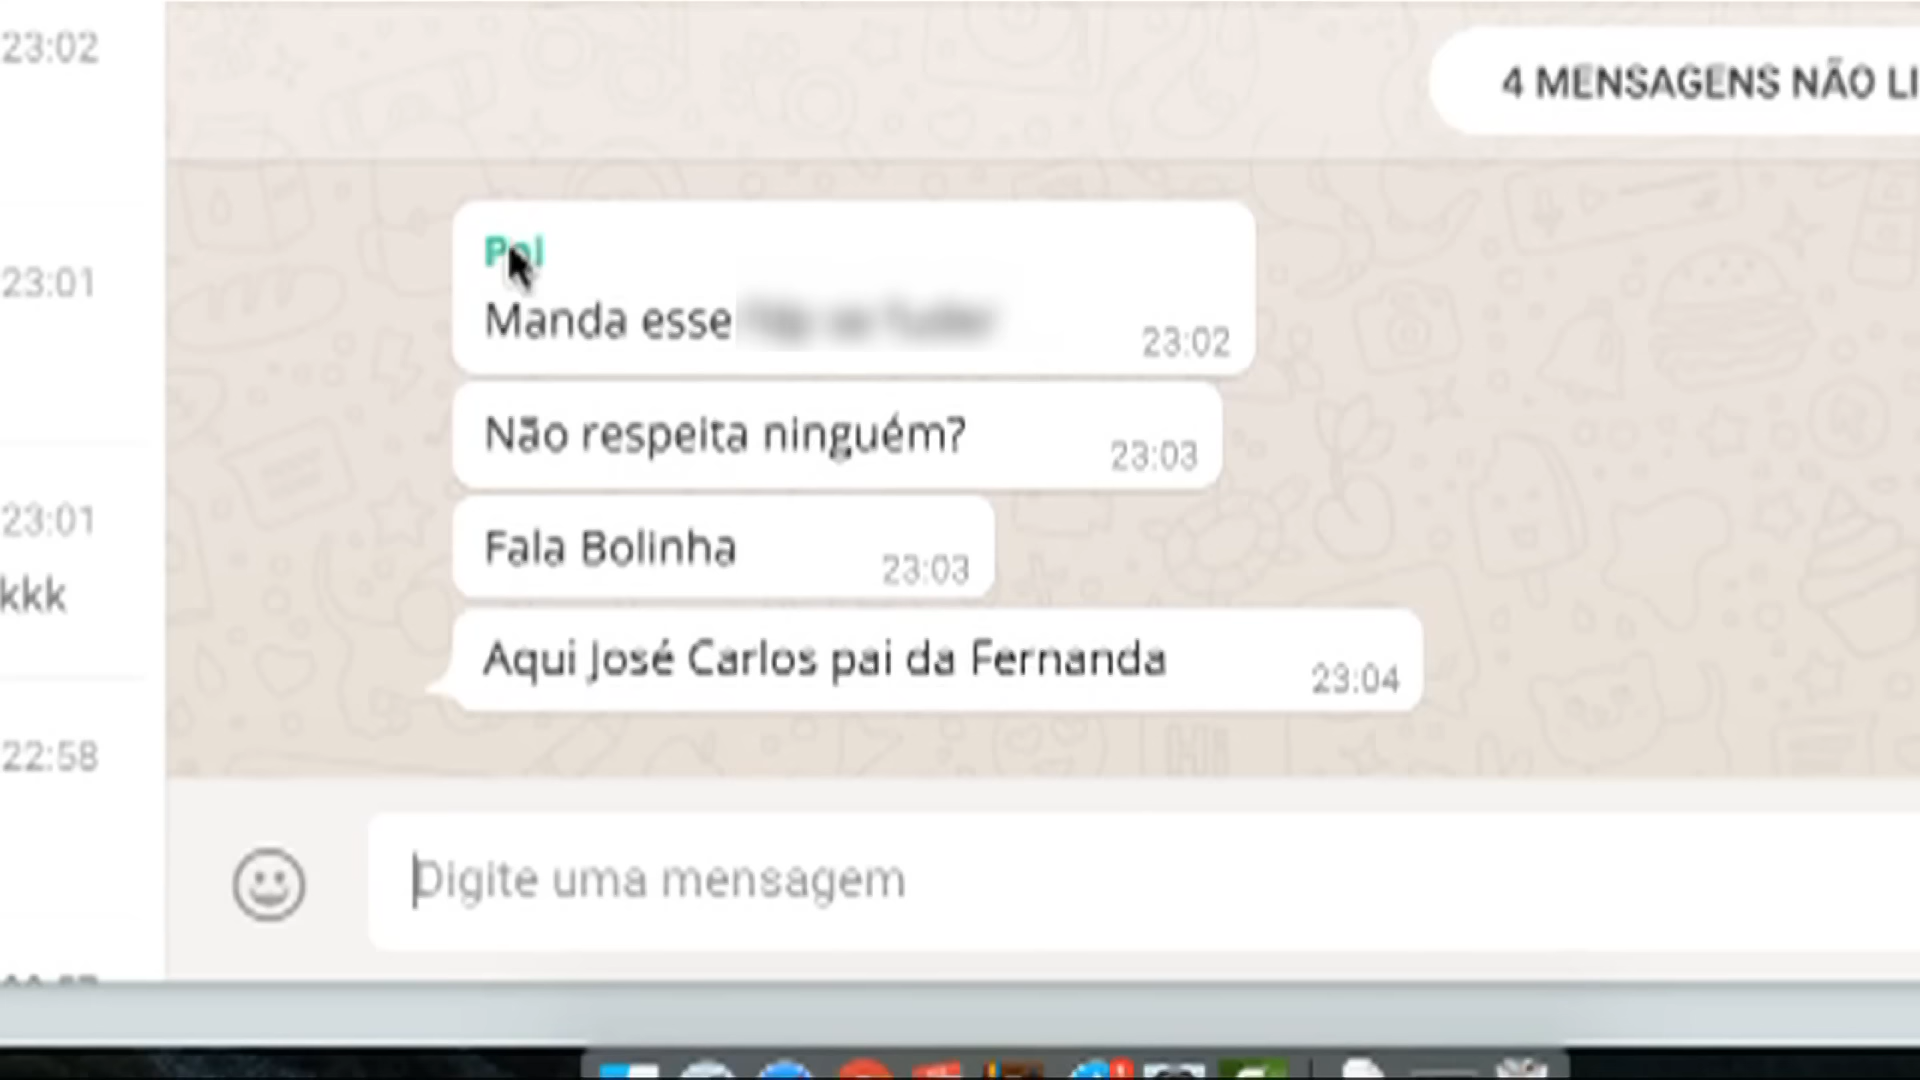 23:02
4 MENSAGENS NÃO LI
Manda esse
23:02
23:01
Não respeita ninguém?
23:03
23:01
Fala Bolinha
23:03
kkk
Aqui José Carlos pai da Fernanda
23:04
22:58
Digite uma mensagem